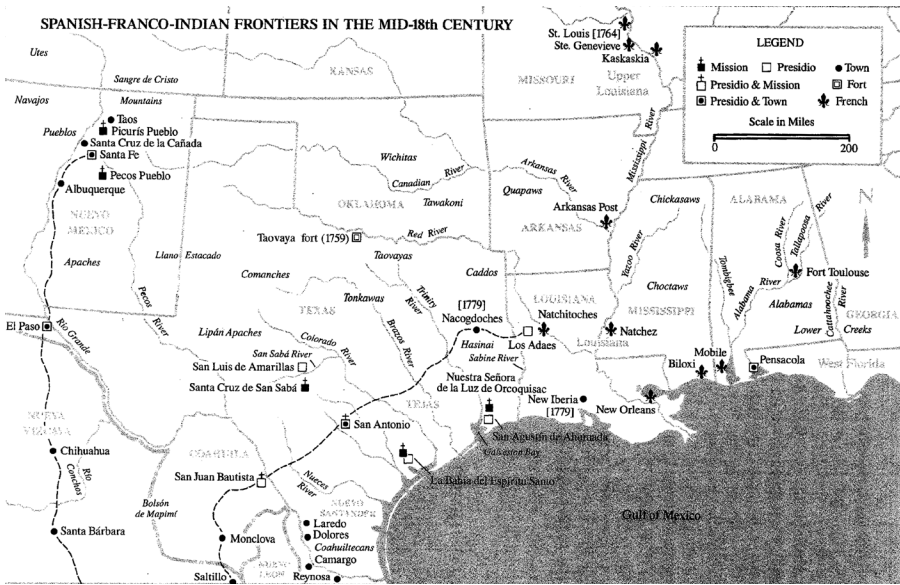 SPANISH-FRANCO-INDIAN FRONTIERS IN THE MID-18th CENTURY
LEGEND
Mission
Presidio
Town
Presidio & Mission
Fort
Presidio & Town
French
Scale in Miles
0
200
N
St. Louis [1764]
Ste. Genevieve
Kaskaskia
Upper
Louisiana
MISSOURI
KANSAS
Utes
Sangre de Cristo
Mountains
Navajos
Taos
Picurís Pueblo
Pueblos
Santa Cruz de la Cañada
Santa Fe
Pecos Pueblo
Albuquerque
NUEVO
MEXICO
Apaches
Llano Estacado
Pecos
River
Wichitas
Canadian
River
OKLAHOMA
Tawakoni
Arkansas
River
Quapaws
Arkansas Post
ARKANSAS
Mississippi
River
Chickasaws
ALABAMA
Coosa River
Tallapoosa
River
Fort Toulouse
Taovaya fort (1759)
Red River
Taovayas
Comanches
TEXAS
Tonkawas
Trinity
River
Brazos River
Caddos
Yazoo River
Choctaws
MISSISSIPPI
Tombigbee
Alabama
River
Alabamas
Cattahoochee
River
GEORGIA
Lower
Creeks
[1779]
Nacogdoches
LOUISIANA
Natchitoches
Los Adaes
Natchez
Louisiana
Hasinai
Sabine River
El Paso
Rio Grande
Lipán Apaches
Colorado
River
San Sabá River
San Luis de Amarillas
Santa Cruz de San Sabá
Nuestra Señora
de la Luz de Orcoquisac
TEJAS
New Iberia
[1779]
New Orleans
Biloxi
Mobile
Pensacola
West Florida
San Agustín de Ahumada
Galveston Bay
San Antonio
La Bahía del Espíritu Santo
NUEVA
VIZCAYA
Chihuahua
Río
Conchos
COAHUILA
San Juan Bautista
Nueces
River
Bolsón
de Mapimí
NUEVO
SANTANDER
Laredo
Dolores
Coahuiltecans
Camargo
Reynosa
Santa Bárbara
Monclova
NUEVO
LEON
Saltillo
Gulf of Mexico